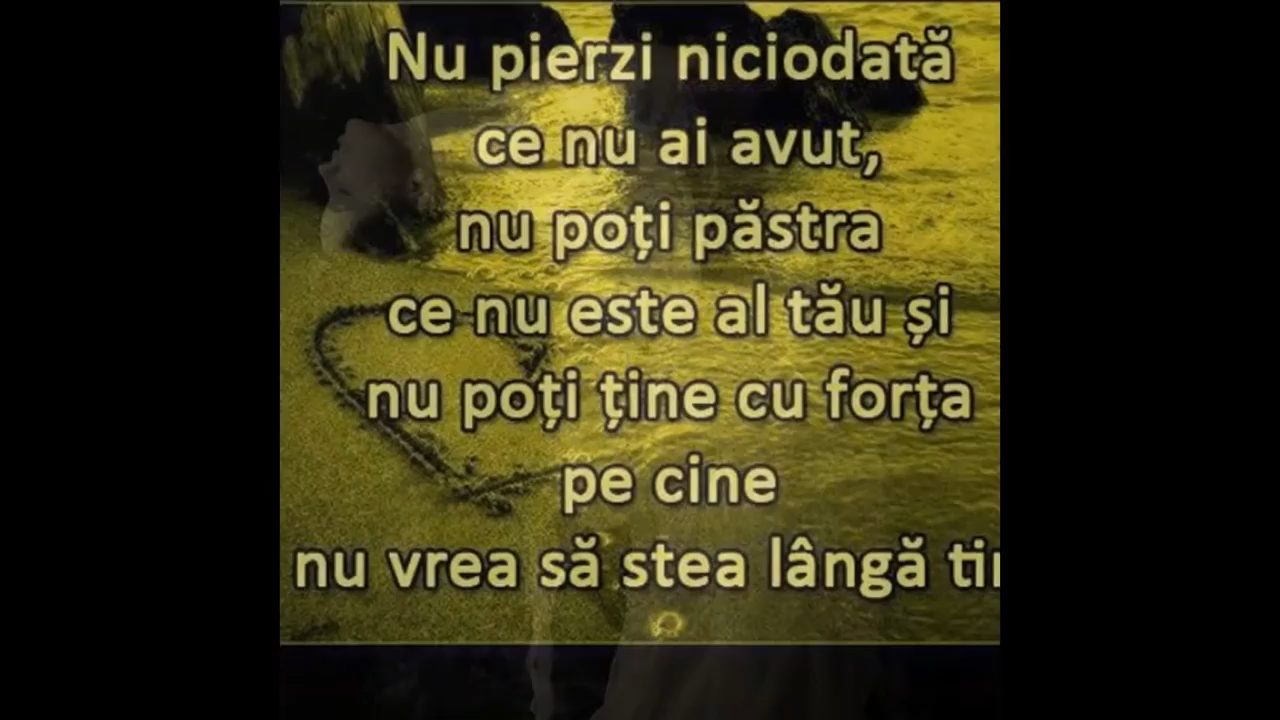 Nu pierzi niciodată
ce nu ai avut,
nu poți păstra
ce nu este al tău și
nu poți ține cu forța
pe cine
nu vrea să stea lângă